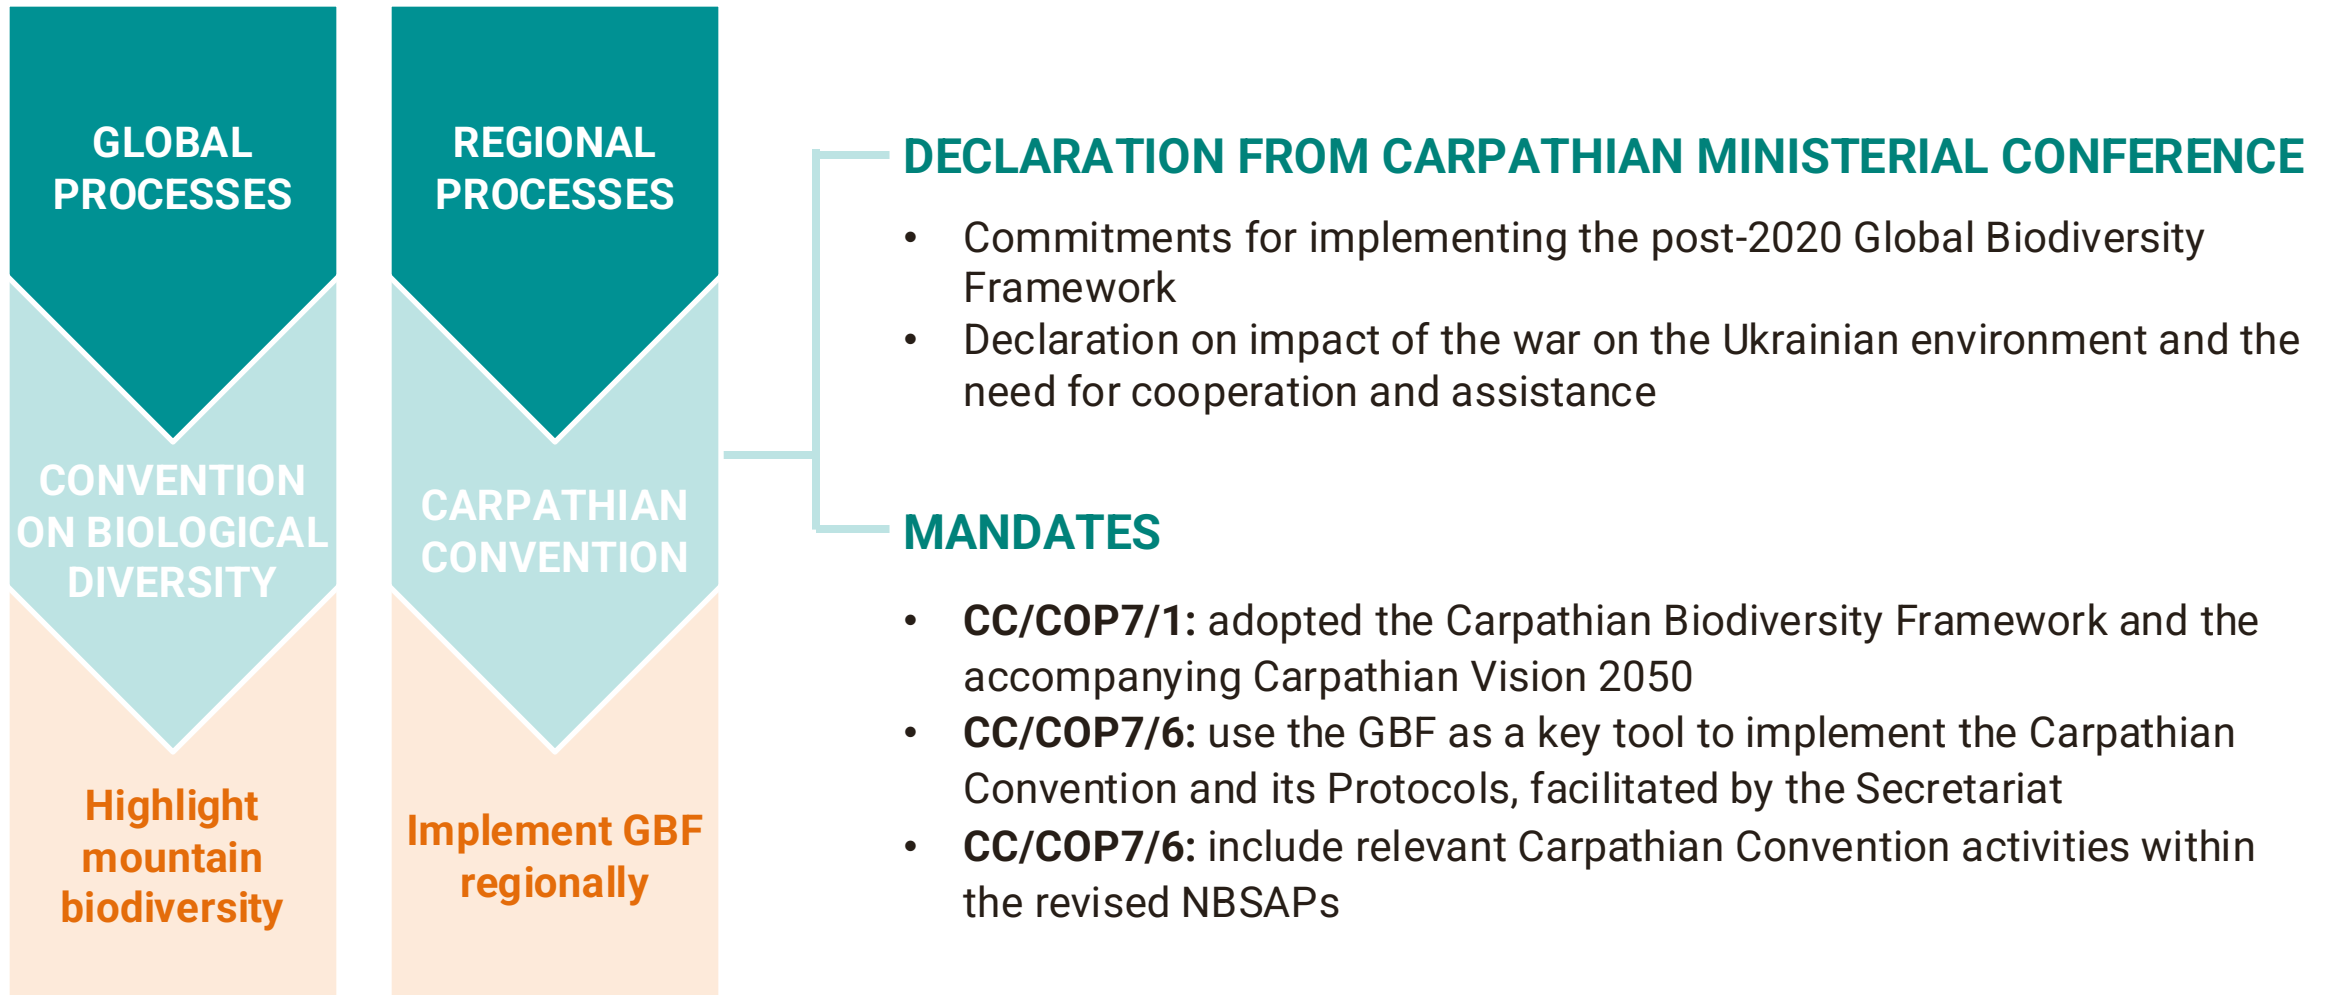 GLOBAL
PROCESSES
CONVENTION
ON BIOLOGICAL
DIVERSITY
Highlight
mountain
biodiversity
REGIONAL
PROCESSES
CARPATHIAN
CONVENTION
Implement GBF
regionally
DECLARATION FROM CARPATHIAN MINISTERIAL CONFERENCE
• Commitments for implementing the post-2020 Global Biodiversity
Framework
• Declaration on impact of the war on the Ukrainian environment and the
need for cooperation and assistance
MANDATES
• CC/COP7/1: adopted the Carpathian Biodiversity Framework and the
accompanying Carpathian Vision 2050
• CC/COP7/6: use the GBF as a key tool to implement the Carpathian
Convention and its Protocols, facilitated by the Secretariat
• CC/COP7/6: include relevant Carpathian Convention activities within
the revised NBSAPs